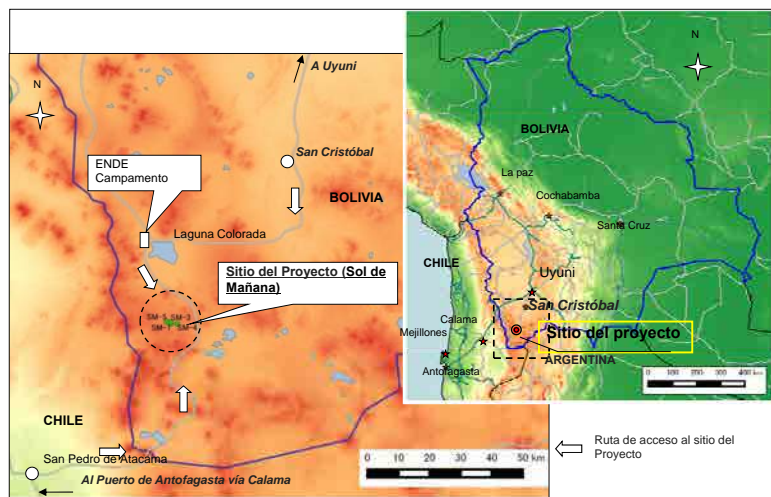 N
A Uyuni
San Cristóbal
ENDE
Campamento
BOLIVIA
Laguna Colorada
Sitio del Proyecto (Sol de
Mañana)
SM-5 SM-3
SM-1 SM-4
CHILE
San Pedro de Atacama
Al Puerto de Antofagasta vía Calama
0 10 20 30 40 50
km
N
BOLIVIA
La paz
Cochabamba
Santa Cruz
CHILE
Uyuni
San Cristóbal
Calama
Sitio del proyecto
Mejillones
ARGENTINA
Antofagasta
0 100 200 300 400
km
Ruta de acceso al sitio del
Proyecto